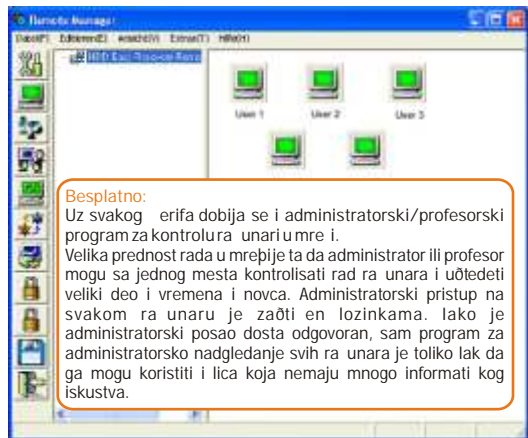 Remote Manager
Datei(F) Editieren(E) Ansicht(V) Extras(T) Hilfe(H)
HDD
User 1 User 2 User 3
Besplatno:
Uz svakog erifa dobija se i administratorski/profesorski
program za kontrolu ra unari u mre i.
Velika prednost rada u mreþije ta da administrator ili profesor
mogu sa jednog mesta kontrolisati rad ra unara i uðtedeti
veliki deo i vremena i novca. Administratorski pristup na
svakom ra unaru je zaðti en lozinkama. Iako je
administratorski posao dosta odgovoran, sam program za
administratorsko nadgledanje svih ra unara je toliko lak da
ga mogu koristiti i lica koja nemaju mnogo informati kog
iskustva.